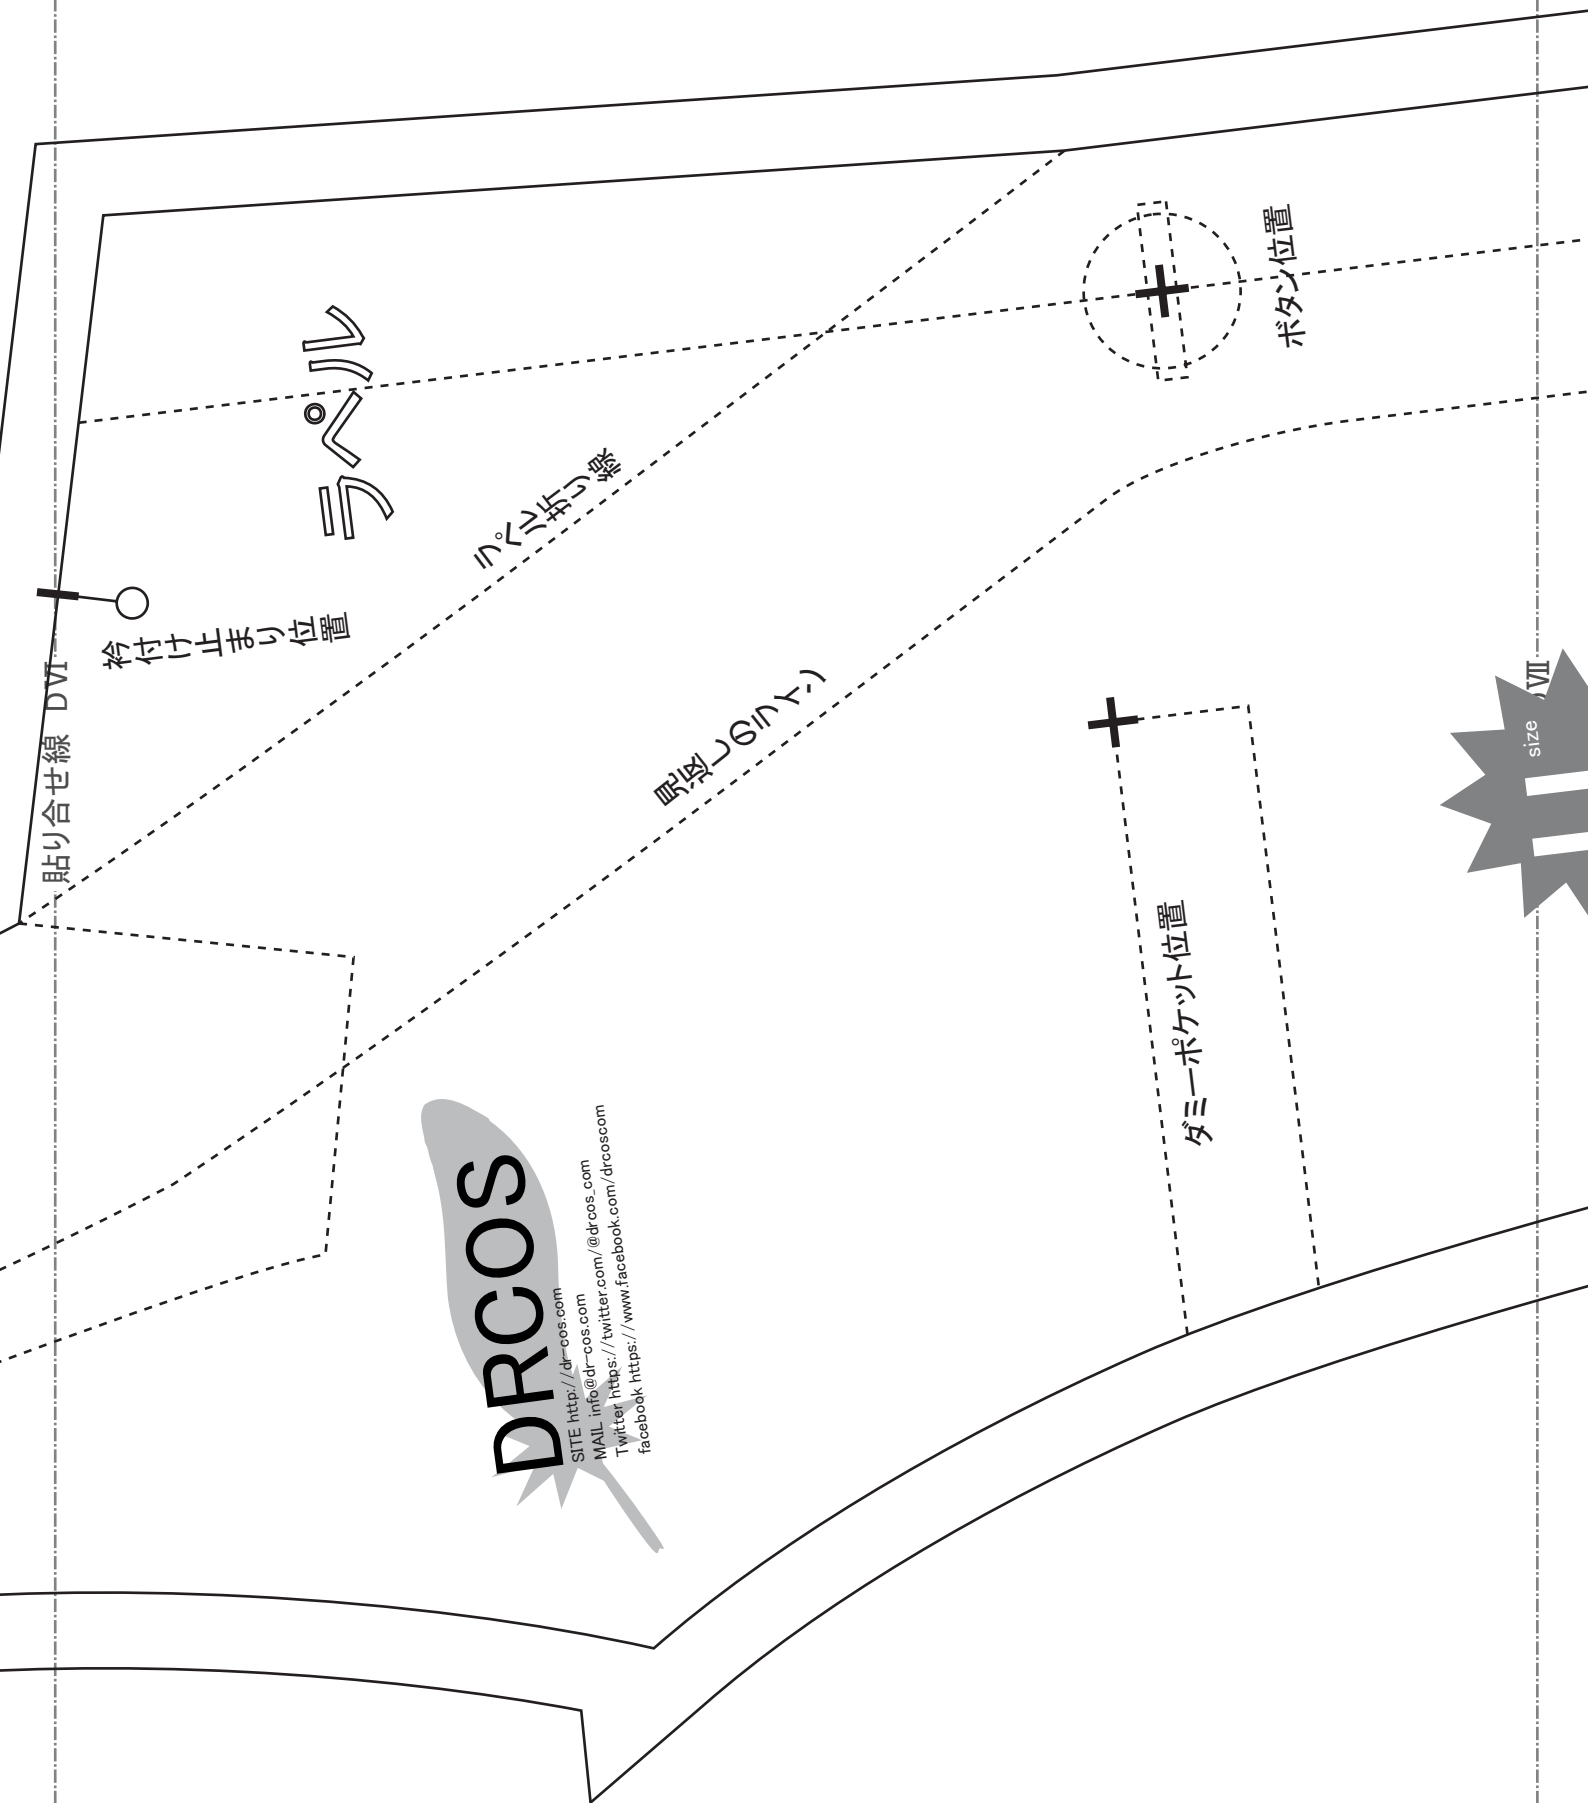 ラペル
ボタン位置
ラペル折り線
衿付け止まり位置
貼り合せ線 DⅥ
見返しのライン
size
ダミーポケット位置
DRCOS
SITE http://dr-cos.com
MAIL info@dr-cos.com
Twitter https://twitter.com/@drcos_com
facebook https://www.facebook.com/drcoscom